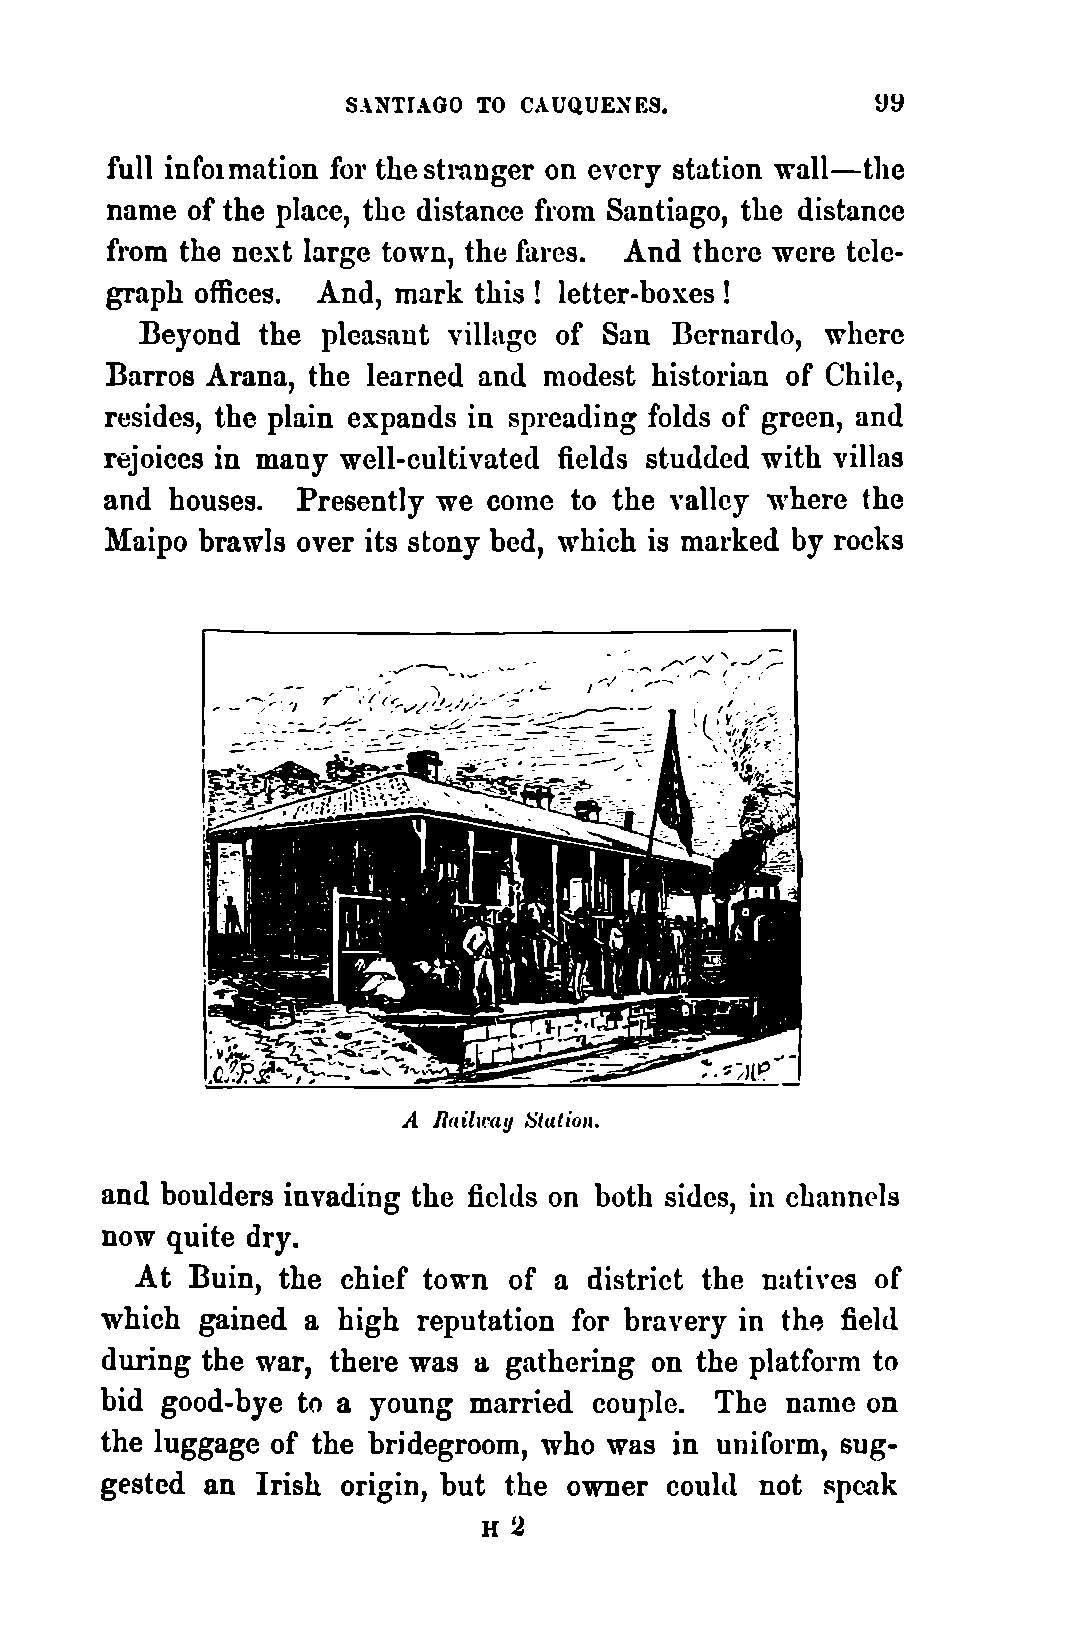 SANTIAGO TO CAUQUENES. 99
full information for the stranger on every station wall—the
name of the place, the distance from Santiago, the distance
from the next large town, the fares. And there were tele-
graph offices. And, mark this ! letter-boxes !
Beyond the pleasant village of San Bernardo, where
Barros Arana, the learned and modest historian of Chile,
resides, the plain expands in spreading folds of green, and
rejoices in many well-cultivated fields studded with villas
and houses. Presently we come to the valley where the
Maipo brawls over its stony bed, which is marked by rocks
A Railway Station.
and boulders invading the fields on both sides, in channels
now quite dry.
At Buin, the chief town of a district the natives of
which gained a high reputation for bravery in the field
during the war, there was a gathering on the platform to
bid good-bye to a young married couple. The name on
the luggage of the bridegroom, who was in uniform, sug-
gested an Irish origin, but the owner could not speak
H 2